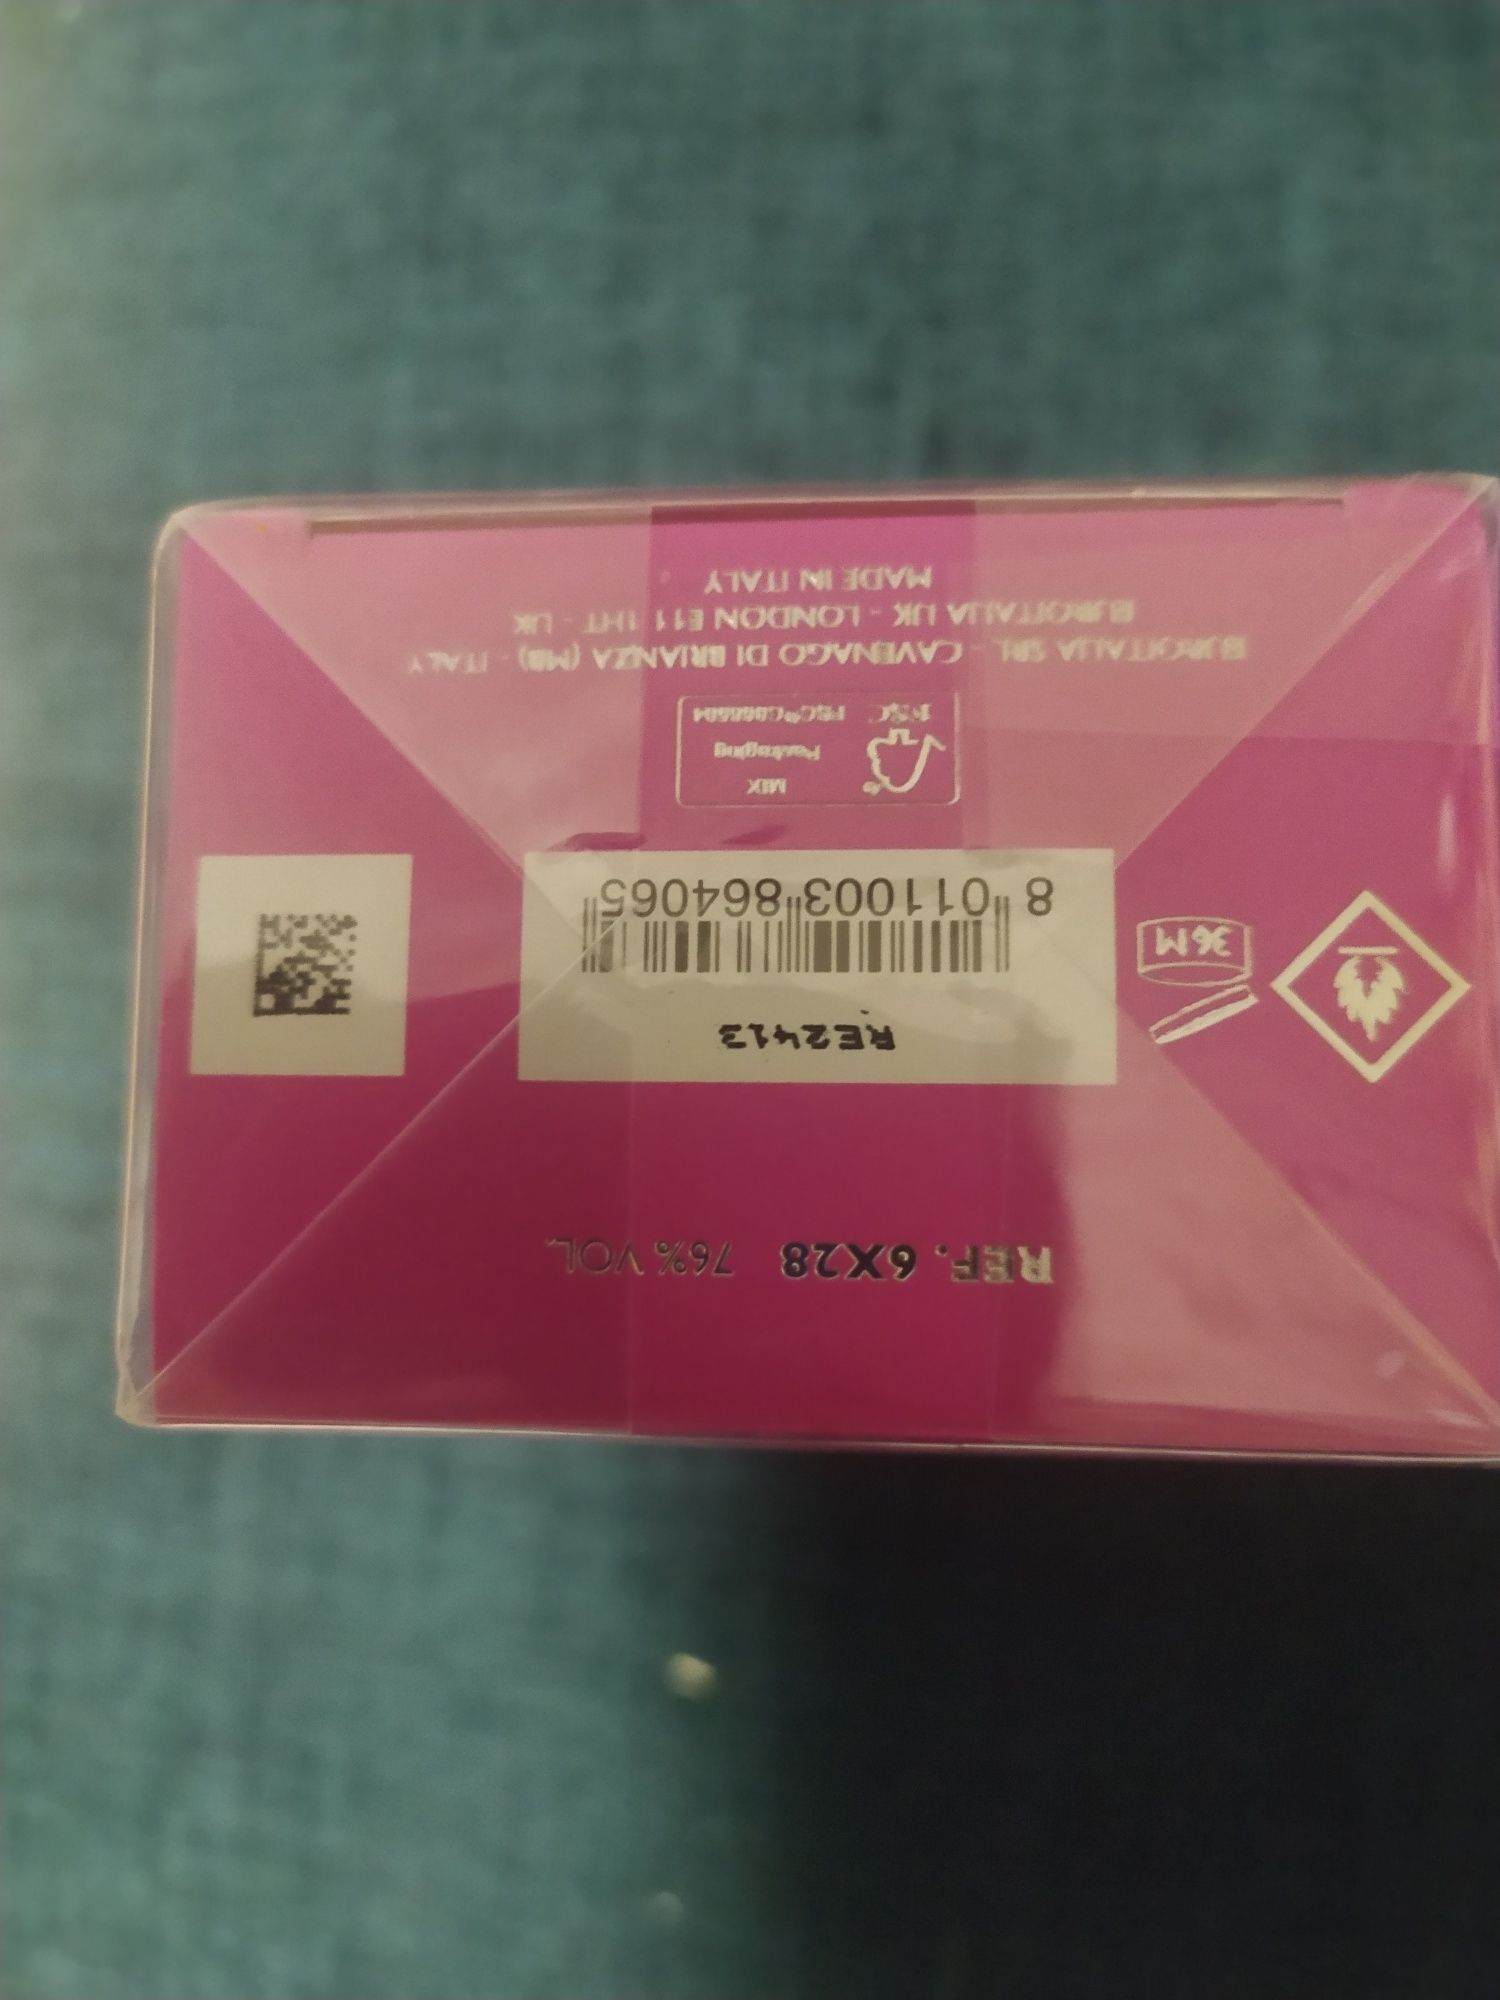 REF. 6X28 76% VOL.
RE2413
8 011003 864065
36M
MIX
Packaging
FSC FSC®
EUROITALIA SRL - CAVENAGO DI BRIANZA (MB) - ITALY
EUROITALIA UK - LONDON E11 1HT - UK
MADE IN ITALY